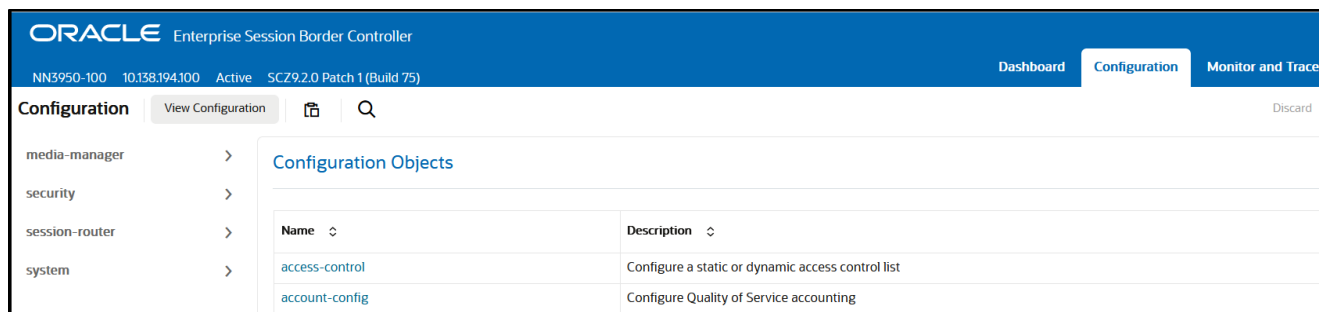 ORACLE Enterprise Session Border Controller
NN3950-100 10.138.194.100 Active SCZ9.2.0 Patch 1 (Build 75)
Dashboard Configuration Monitor and Trace
Configuration View Configuration Discard
media-manager
security
session-router
system
Configuration Objects
Name Description
access-control Configure a static or dynamic access control list
account-config Configure Quality of Service accounting